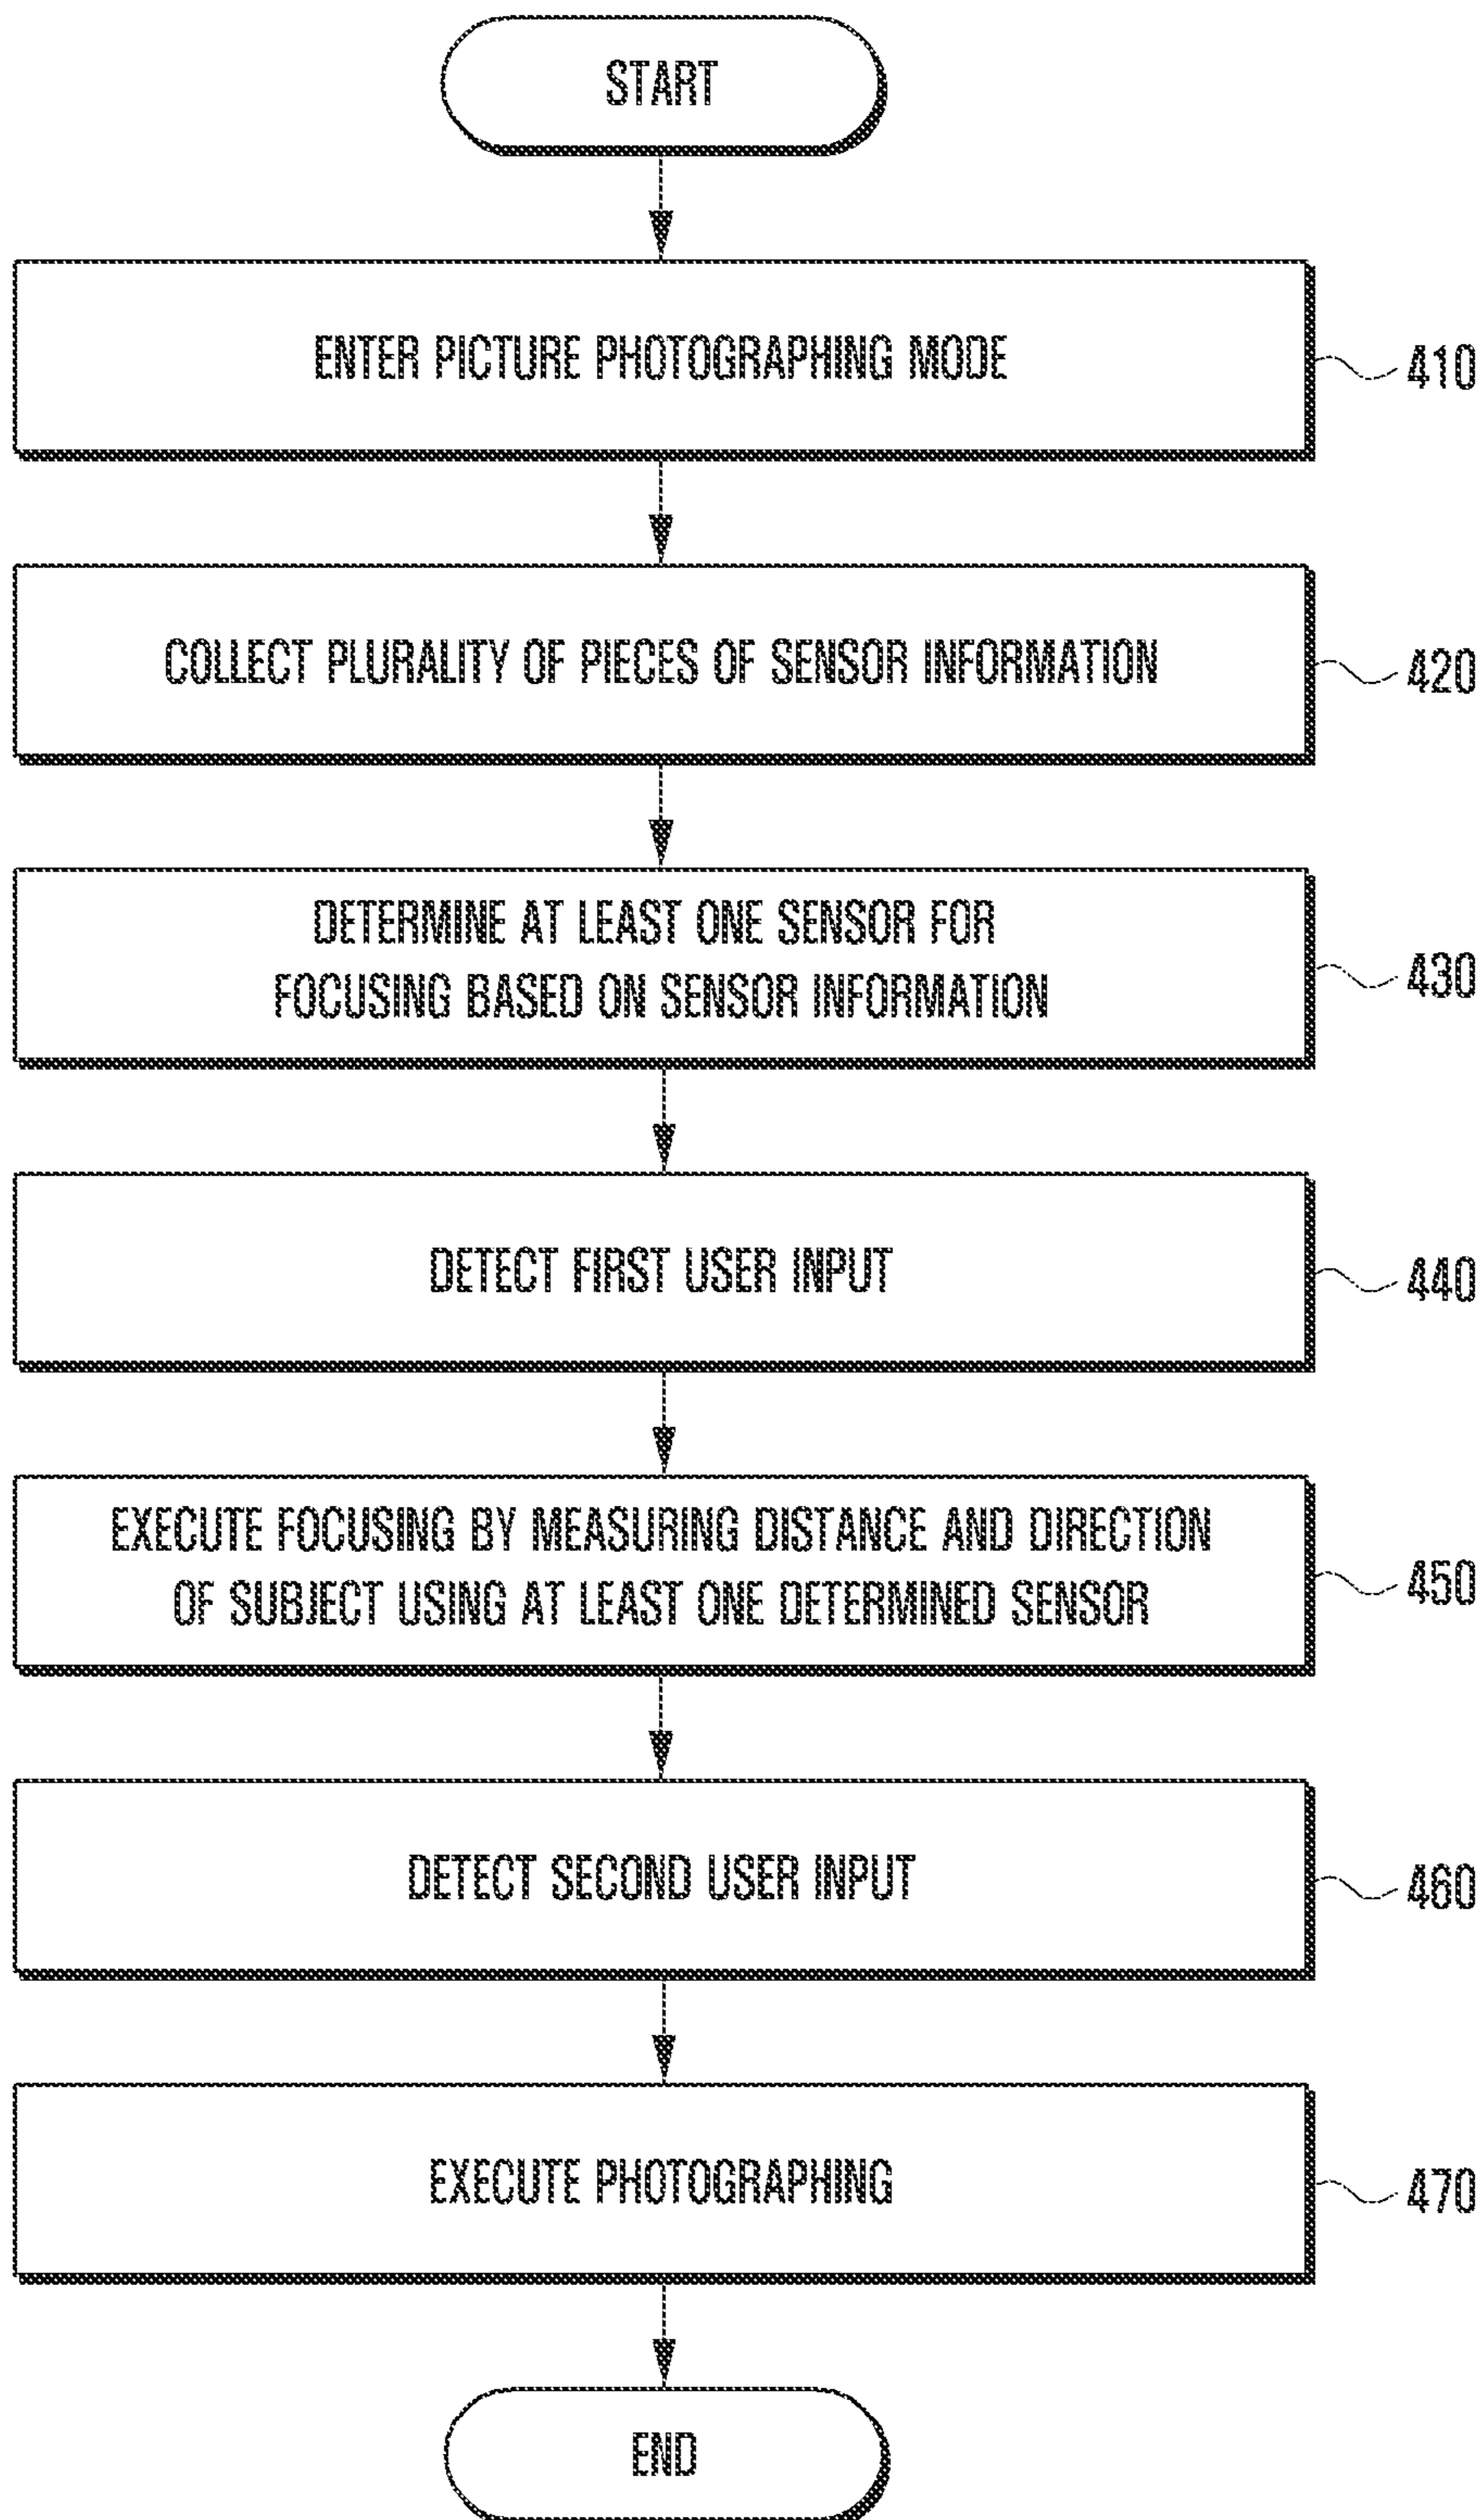 START
ENTER PICTURE PHOTOGRAPHING MODE
410
COLLECT PLURALITY OF PIECES OF SENSOR INFORMATION
420
DETERMINE AT LEAST ONE SENSOR FOR
FOCUSING BASED ON SENSOR INFORMATION
430
DETECT FIRST USER INPUT
440
EXECUTE FOCUSING BY MEASURING DISTANCE AND DIRECTION
OF SUBJECT USING AT LEAST ONE DETERMINED SENSOR
450
DETECT SECOND USER INPUT
460
EXECUTE PHOTOGRAPHING
470
END